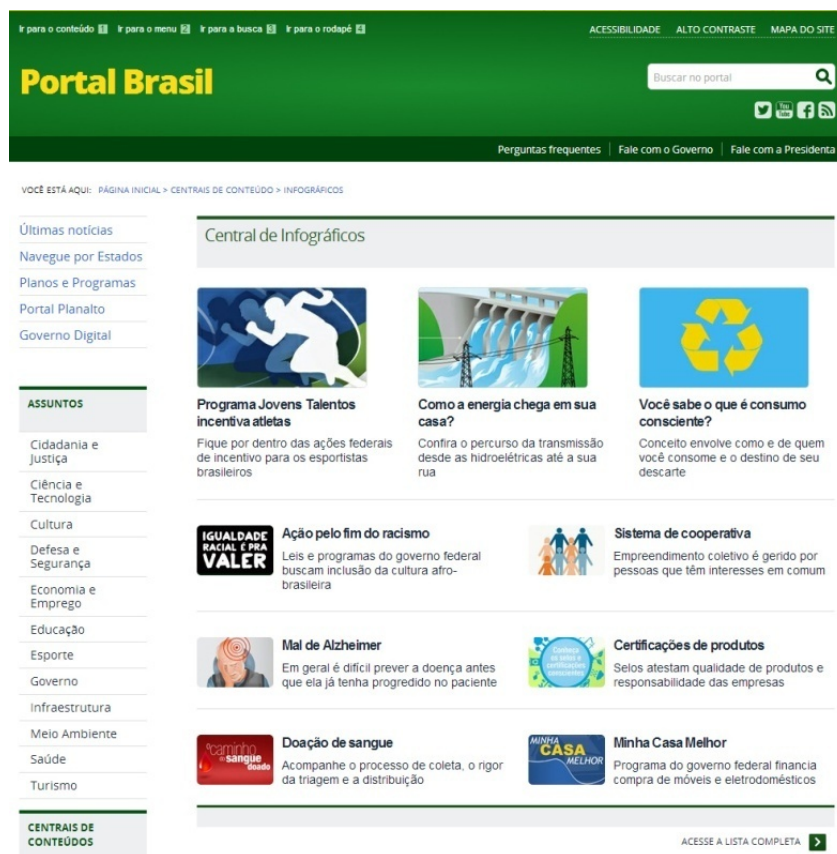 Ir para o conteúdo 1 Ir para o menu 2 Ir para a busca 3 Ir para o rodapé 4
ACESSIBILIDADE ALTO CONTRASTE MAPA DO SITE
Portal Brasil
Buscar no portal
You Tube
Perguntas frequentes | Fale com o Governo | Fale com a Presidenta
VOCÊ ESTÁ AQUI: PÁGINA INICIAL > CENTRAIS DE CONTEÚDO > INFOGRÁFICOS
Últimas notícias
Navegue por Estados
Planos e Programas
Portal Planalto
Governo Digital
ASSUNTOS
Cidadania e
Justiça
Ciência e
Tecnologia
Cultura
Defesa e
Segurança
Economia e
Emprego
Educação
Esporte
Governo
Infraestrutura
Meio Ambiente
Saúde
Turismo
CENTRAIS DE
CONTEÚDOS
Central de Infográficos
Programa Jovens Talentos
incentiva atletas
Fique por dentro das ações federais
de incentivo para os esportistas
brasileiros
Como a energia chega em sua
casa?
Confira o percurso da transmissão
desde as hidroelétricas até a sua
rua
Você sabe o que é consumo
consciente?
Conceito envolve como e de quem
você consome e o destino de seu
descarte
IGUALDADE
RACIAL É PRA
VALER
Ação pelo fim do racismo
Leis e programas do governo federal
buscam inclusão da cultura afro-
brasileira
Sistema de cooperativa
Empreendimento coletivo é gerido por
pessoas que têm interesses em comum
Mal de Alzheimer
Em geral é difícil prever a doença antes
que ela já tenha progredido no paciente
Conheça
os selos e
certificações
conscientes
Certificações de produtos
Selos atestam qualidade de produtos e
responsabilidade das empresas
o caminho
do sangue
doado
Doação de sangue
Acompanhe o processo de coleta, o rigor
da triagem e a distribuição
MINHA
CASA
MELHOR
Minha Casa Melhor
Programa do governo federal financia
compra de móveis e eletrodomésticos
ACESSE A LISTA COMPLETA